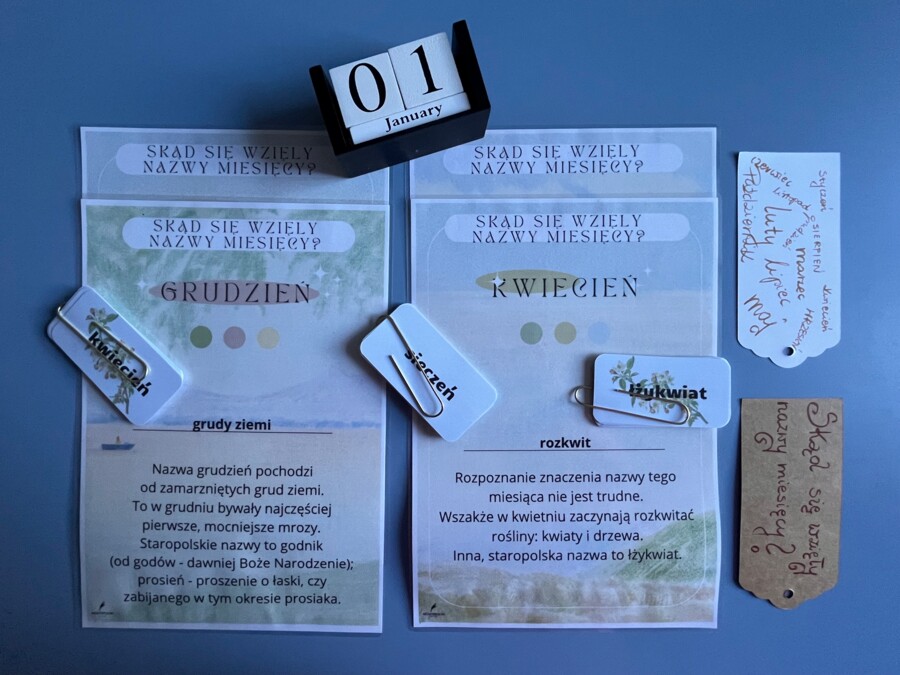 01
January
SKĄD SIĘ WZIĘŁY
NAZWY MIESIĘCY?
SKĄD SIĘ WZIĘŁY
NAZWY MIESIĘCY?
SKĄD SIĘ WZIĘŁY
NAZWY MIESIĘCY?
GRUDZIEŃ
kwiecień
grudy ziemi
Nazwa grudzień pochodzi
od zamarzniętych grud ziemi.
To w grudniu bywały najczęściej
pierwsze, mocniejsze mrozy.
Staropolskie nazwy to godnik
(od godów - dawniej Boże Narodzenie);
prosień - proszenie o łaski, czy
zabijanego w tym okresie prosiaka.
SKĄD SIĘ WZIĘŁY
NAZWY MIESIĘCY?
KWIECIEŃ
sieczeń
łżykwiat
rozkwit
Rozpoznanie znaczenia nazwy tego
miesiąca nie jest trudne.
Wszakże w kwietniu zaczynają rozkwitać
rośliny: kwiaty i drzewa.
Inna, staropolska nazwa to łżykwiat.
styczeń
SIERPIEŃ
kwiecień
czerwiec
listopad
marzec
luty
lipiec
maj
Październik
Skąd się wzięły
nazwy miesięcy?